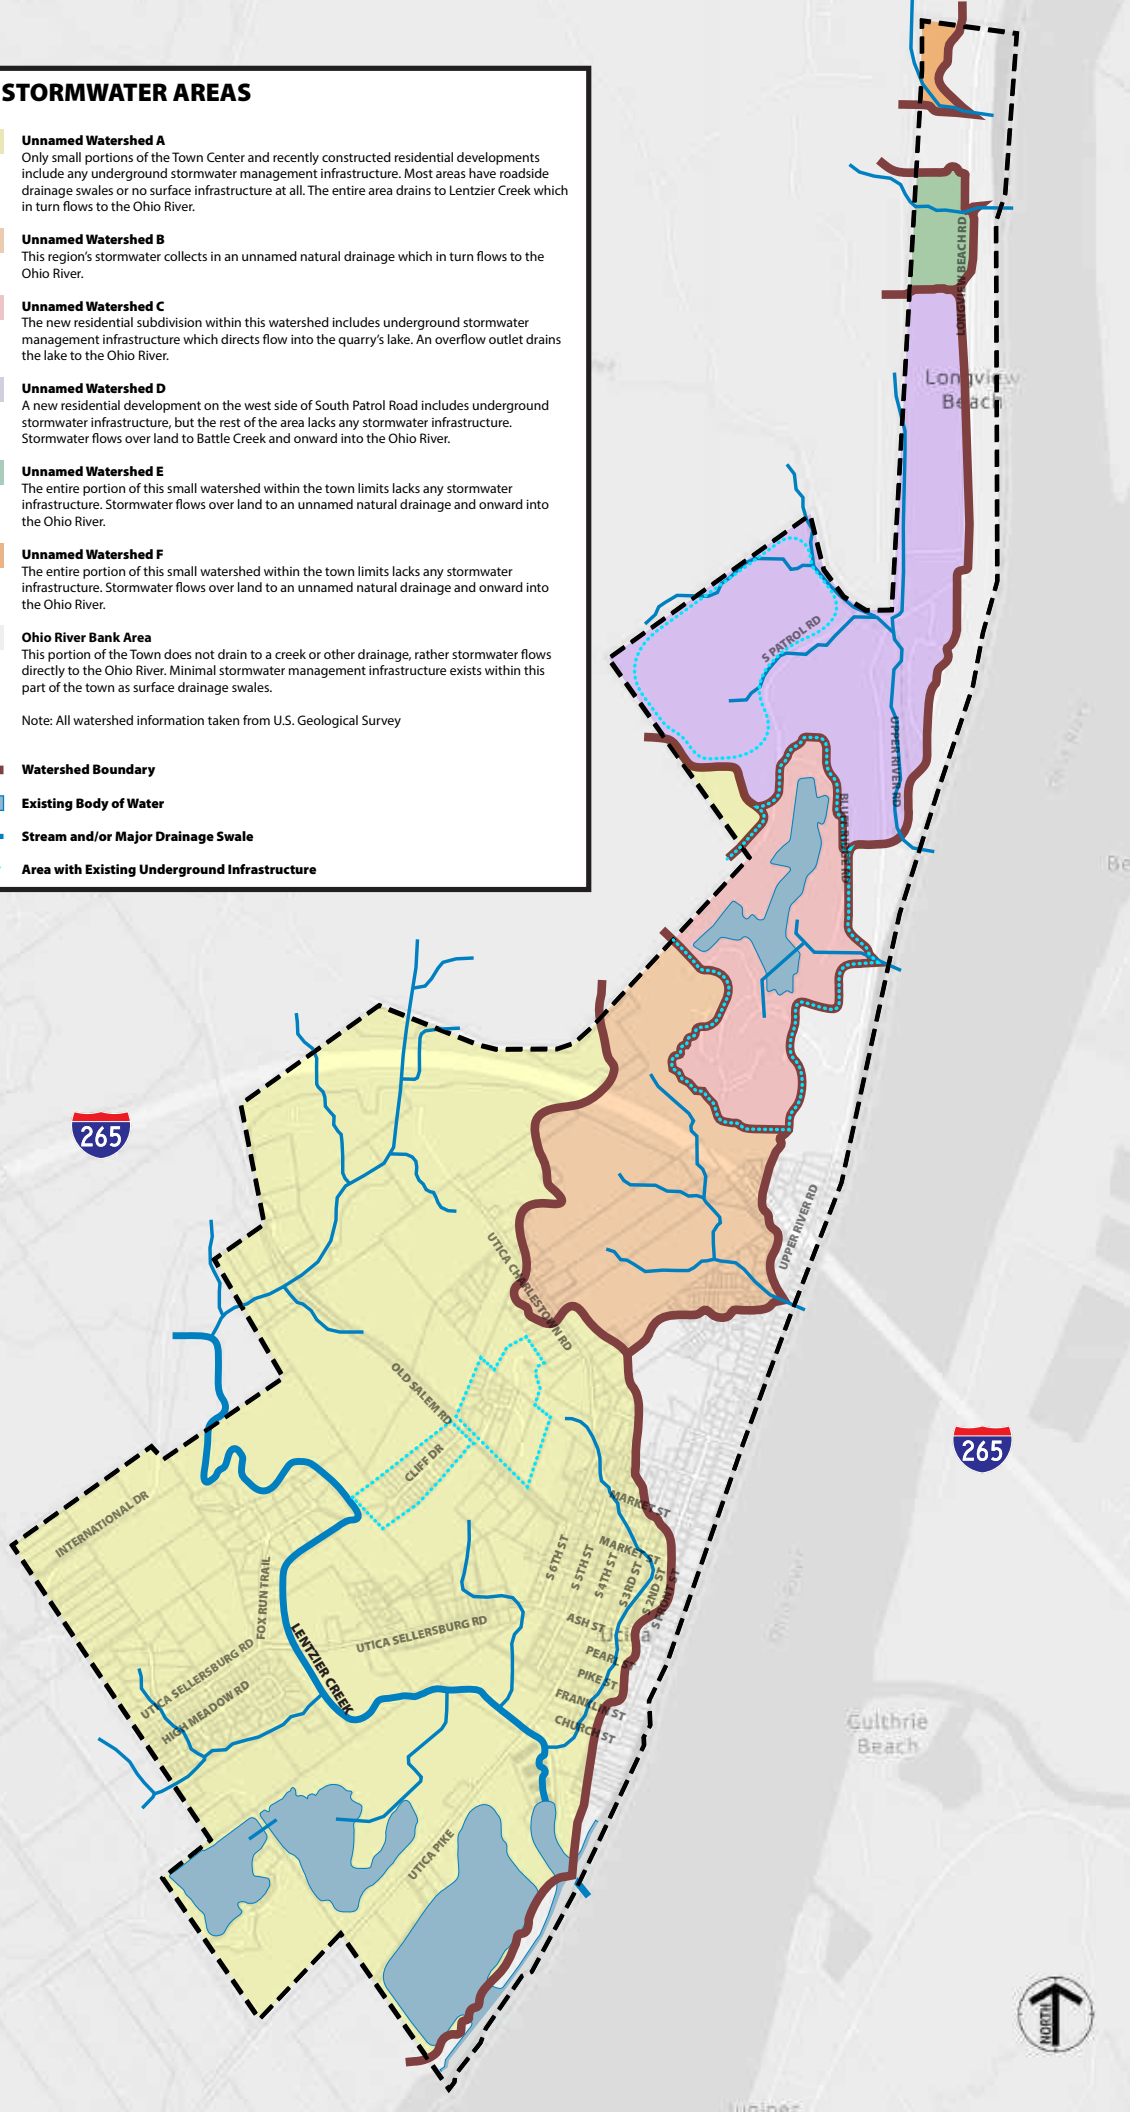 STORMWATER AREAS
Unnamed Watershed A
Only small portions of the Town Center and recently constructed residential developments
include any underground stormwater management infrastructure. Most areas have roadside
drainage swales or no surface infrastructure at all. The entire area drains to Lentzier Creek which
in turn flows to the Ohio River.
Unnamed Watershed B
This region's stormwater collects in an unnamed natural drainage which in turn flows to the
Ohio River.
Unnamed Watershed C
The new residential subdivision within this watershed includes underground stormwater
management infrastructure which directs flow into the quarry's lake. An overflow outlet drains
the lake to the Ohio River.
Unnamed Watershed D
A new residential development on the west side of South Patrol Road includes underground
stormwater infrastructure, but the rest of the area lacks any stormwater infrastructure.
Stormwater flows over land to Battle Creek and onward into the Ohio River.
Unnamed Watershed E
The entire portion of this small watershed within the town limits lacks any stormwater
infrastructure. Stormwater flows over land to an unnamed natural drainage and onward into
the Ohio River.
Unnamed Watershed F
The entire portion of this small watershed within the town limits lacks any stormwater
infrastructure. Stormwater flows over land to an unnamed natural drainage and onward into
the Ohio River.
Ohio River Bank Area
This portion of the Town does not drain to a creek or other drainage, rather stormwater flows
directly to the Ohio River. Minimal stormwater management infrastructure exists within this
part of the town as surface drainage swales.
Note: All watershed information taken from U.S. Geological Survey
Watershed Boundary
Existing Body of Water
Stream and/or Major Drainage Swale
Area with Existing Underground Infrastructure
LONGVIEW BEACH RD
Longview
Beach
S PATROL RD
UPPER RIVER RD
Be
265
UPPER RIVER RD
UTICA CHARLESTOWN RD
OLD SALEM RD
CLIFF DR
265
INTERNATIONAL DR
FOX RUN TRAIL
MARKET ST
MARKET ST
S 6TH ST
S 5TH ST
S 4TH ST
S 3RD ST
S 2ND ST
S FRONT ST
ASH ST
Utica
PEARL ST
PIKE ST
FRANKLIN ST
CHURCH ST
UTICA SELLERSBURG RD
UTICA SELLERSBURG RD
HIGH MEADOW RD
LENTZIER CREEK
Gulthrie
Beach
UTICA PIKE
NORTH
Juniper